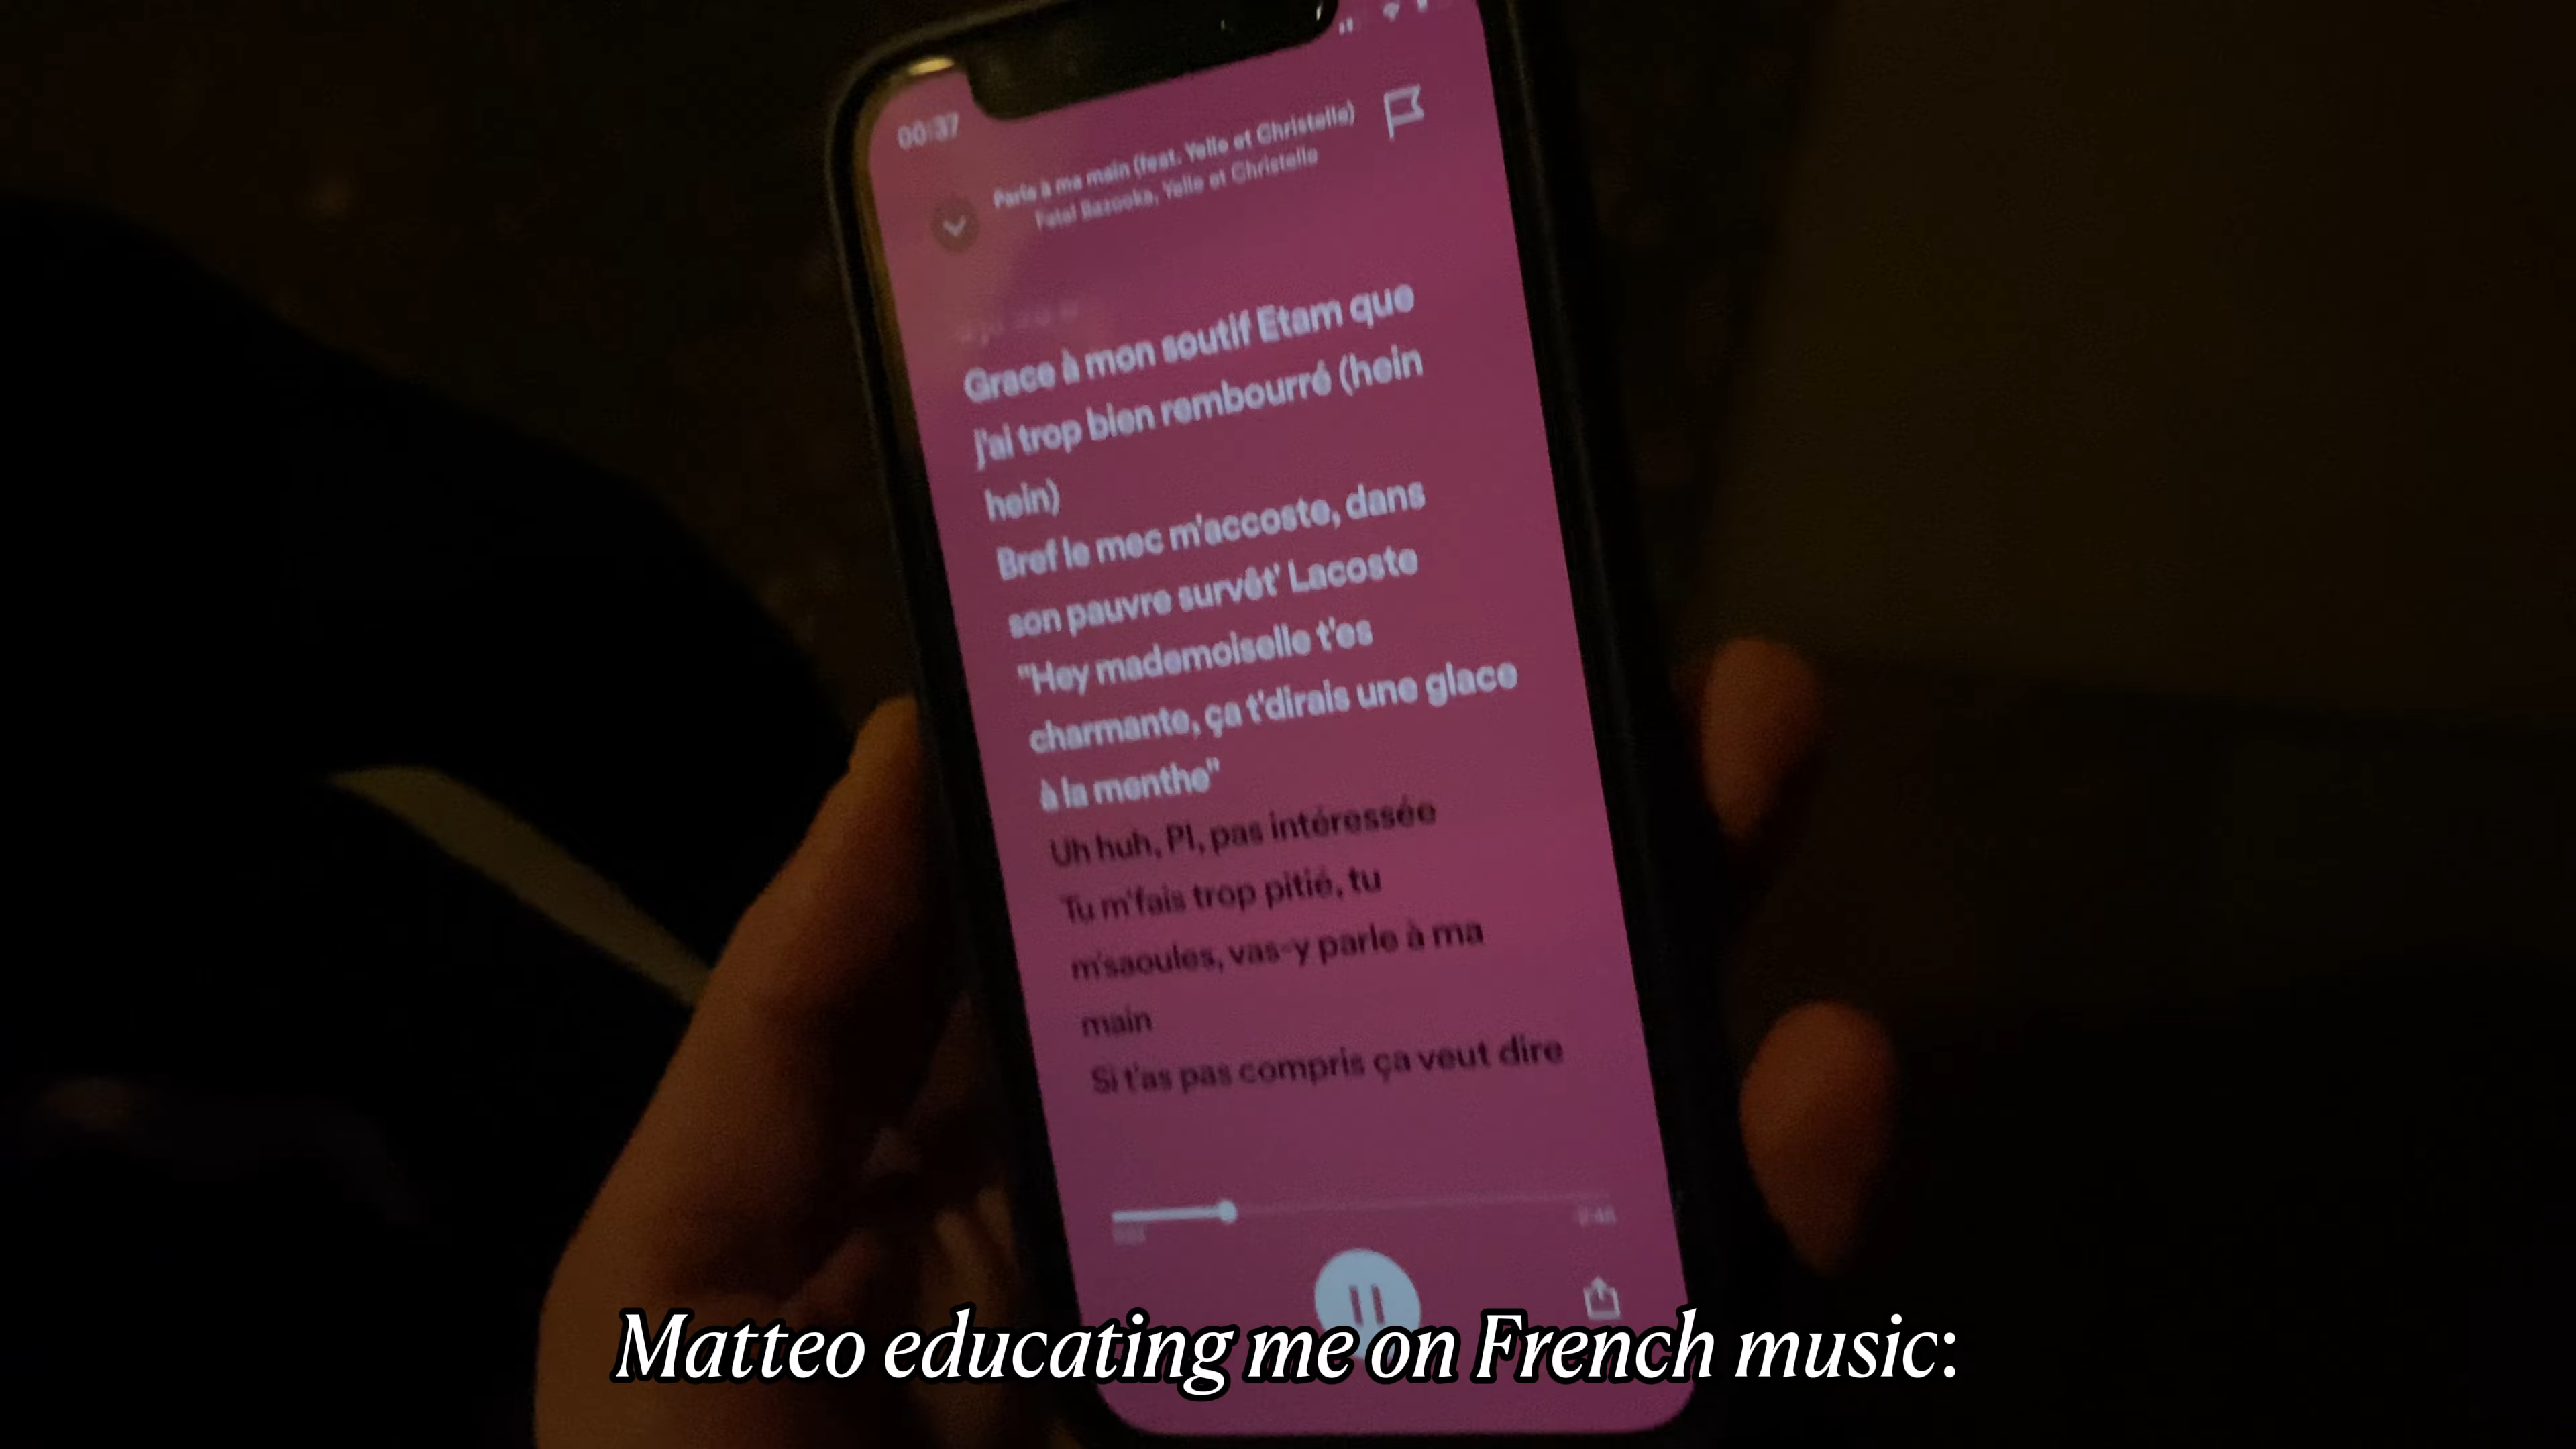 00:37
Parle à ma main (feat. Yelle et Christelle)
Fatal Bazooka, Yelle et Christelle
Grace à mon soutif Etam que
j'ai trop bien rembourré (hein
hein)
Bref le mec m'accoste, dans
son pauvre survêt' Lacoste
"Hey mademoiselle t'es
charmante, ça t'dirais une glace
à la menthe"
Uh huh, PI, pas intéressée
Tu m'fais trop pitié, tu
m'saoules, vas-y parle à ma
main
Si t'as pas compris ça veut dire
Matteo educating me on French music: